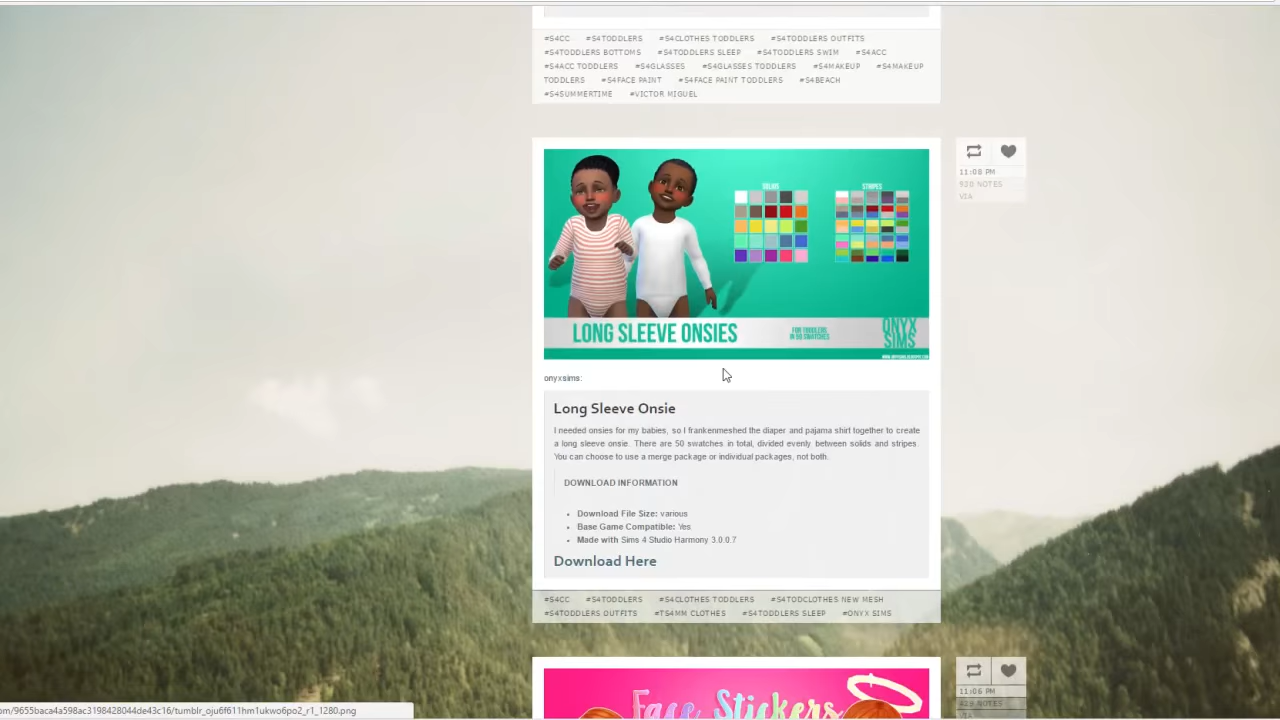 #S4CC #S4TODDLERS #S4CLOTHES TODDLERS #S4TODDLERS OUTFITS
#S4TODDLERS BOTTOMS #S4TODDLERS SLEEP #S4TODDLERS SWIM #S4ACC
#S4ACC TODDLERS #S4GLASSES #S4GLASSES TODDLERS #S4MAKEUP #S4MAKEUP
TODDLERS #S4FACE PAINT #S4FACE PAINT TODDLERS #S4BEACH
#S4SUMMERTIME #VICTOR MIGUEL
11:08 PM
920 NOTES
VIA
SOLIDS STRIPES
LONG SLEEVE ONSIES
FOR TODDLERS
IN 50 SWATCHES
ONYX
SIMS
onyxsims:
Long Sleeve Onsie
I needed onsies for my babies, so I frankenmeshed the diaper and pajama shirt together to create
a long sleeve onsie. There are 50 swatches in total, divided evenly between solids and stripes.
You can choose to use a merge package or individual packages, not both.
DOWNLOAD INFORMATION
• Download File Size: various
• Base Game Compatible: Yes
• Made with Sims 4 Studio Harmony 3.0.0.7
Download Here
#S4CC #S4TODDLERS #S4CLOTHES TODDLERS #S4TODCLOTHES NEW MESH
#S4TODDLERS OUTFITS #TS4MM CLOTHES #S4TODDLERS SLEEP #ONYX SIMS
Face Stickers
11:06 PM
NOTES
VIA
om/9655baca4a598ac3198428044de43c16/tumblr_oju6f611hm1ukwo6po2_r1_1280.png